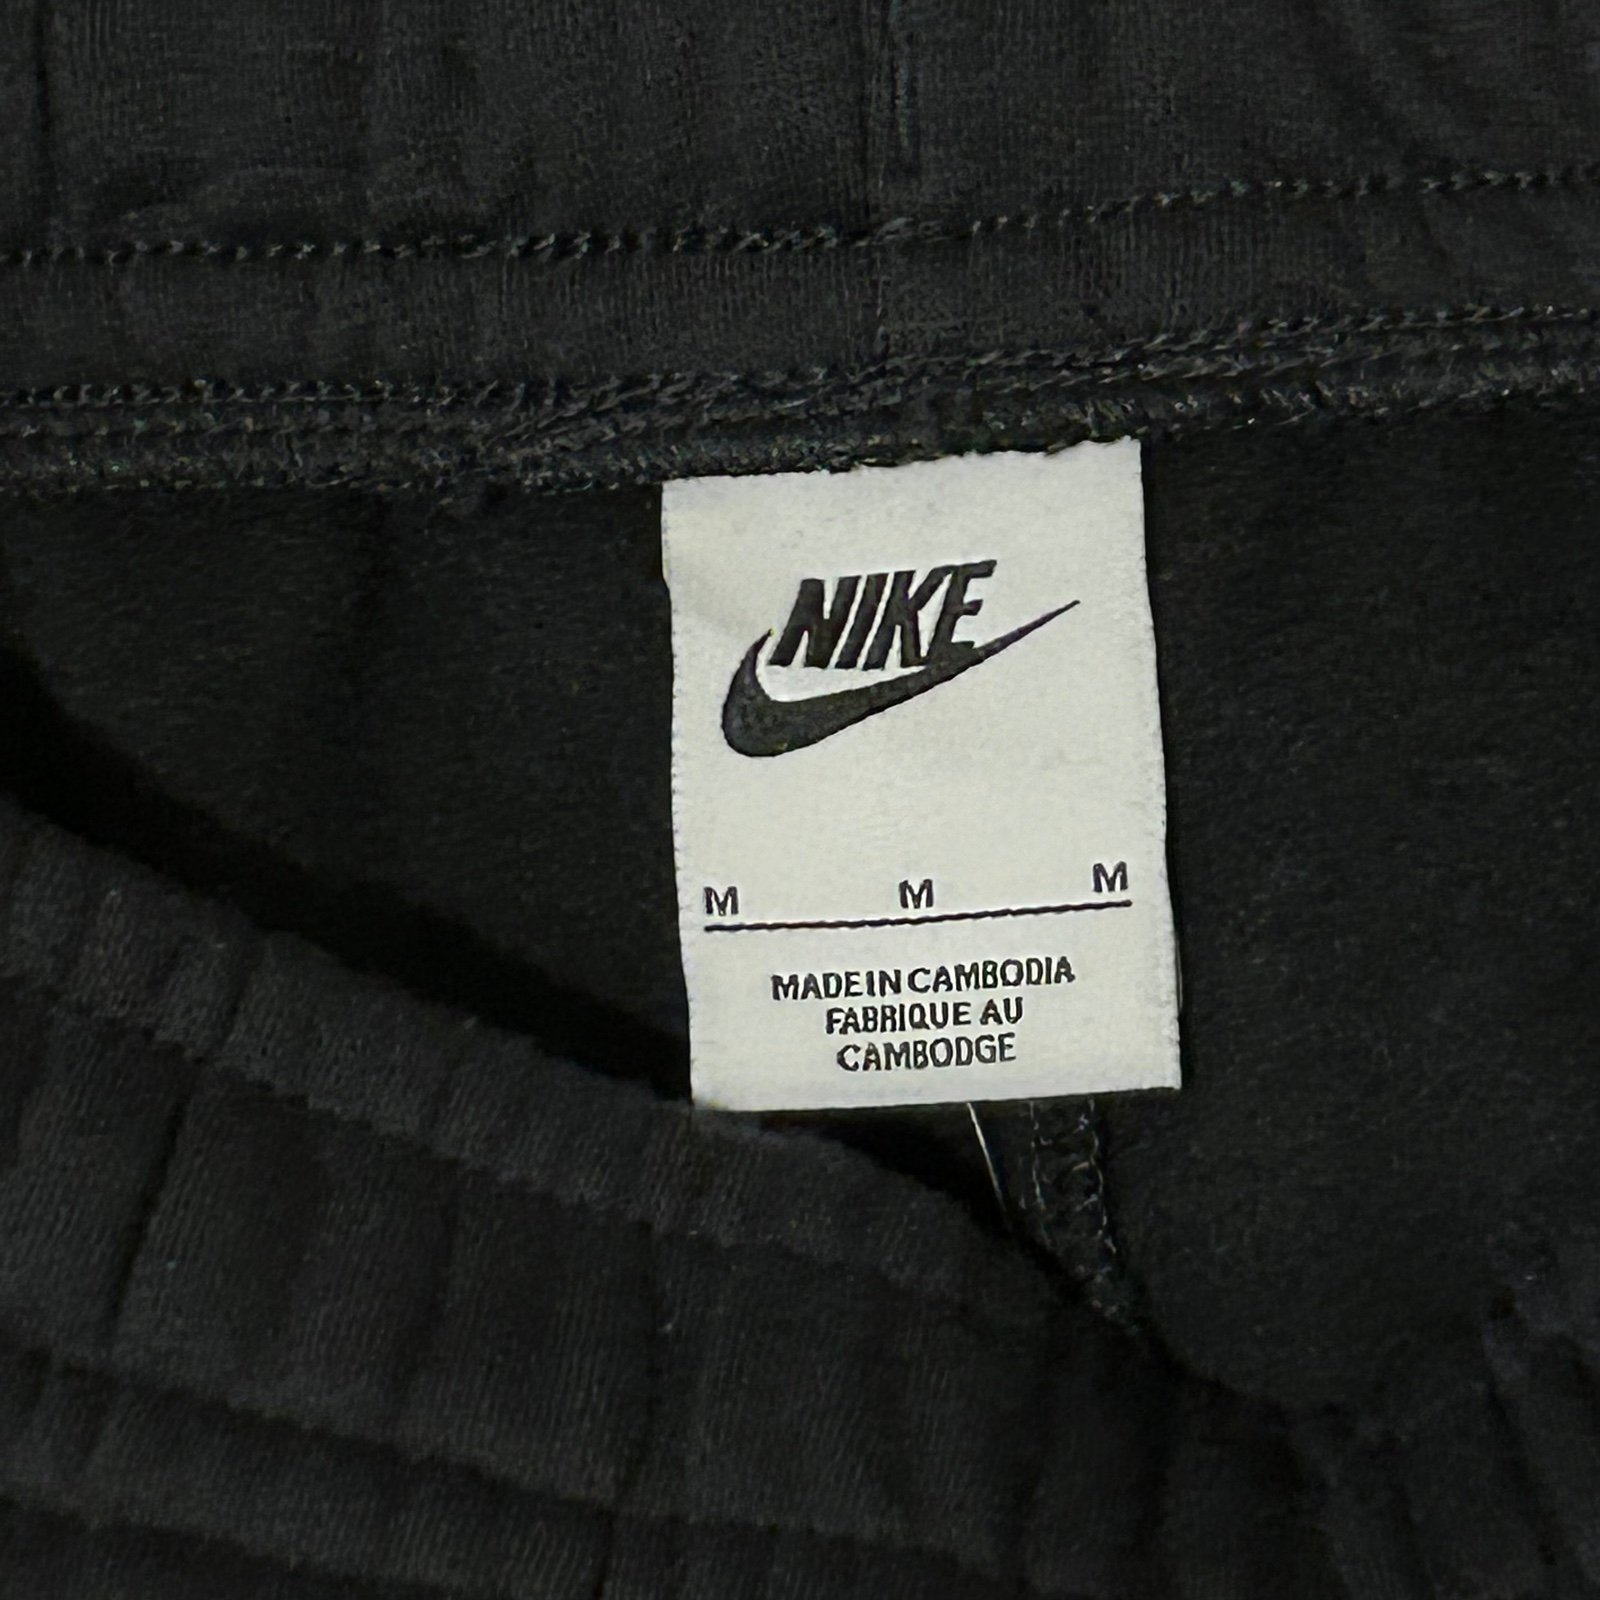 NIKE
M M M
MADE IN CAMBODIA
FABRIQUE AU
CAMBODGE